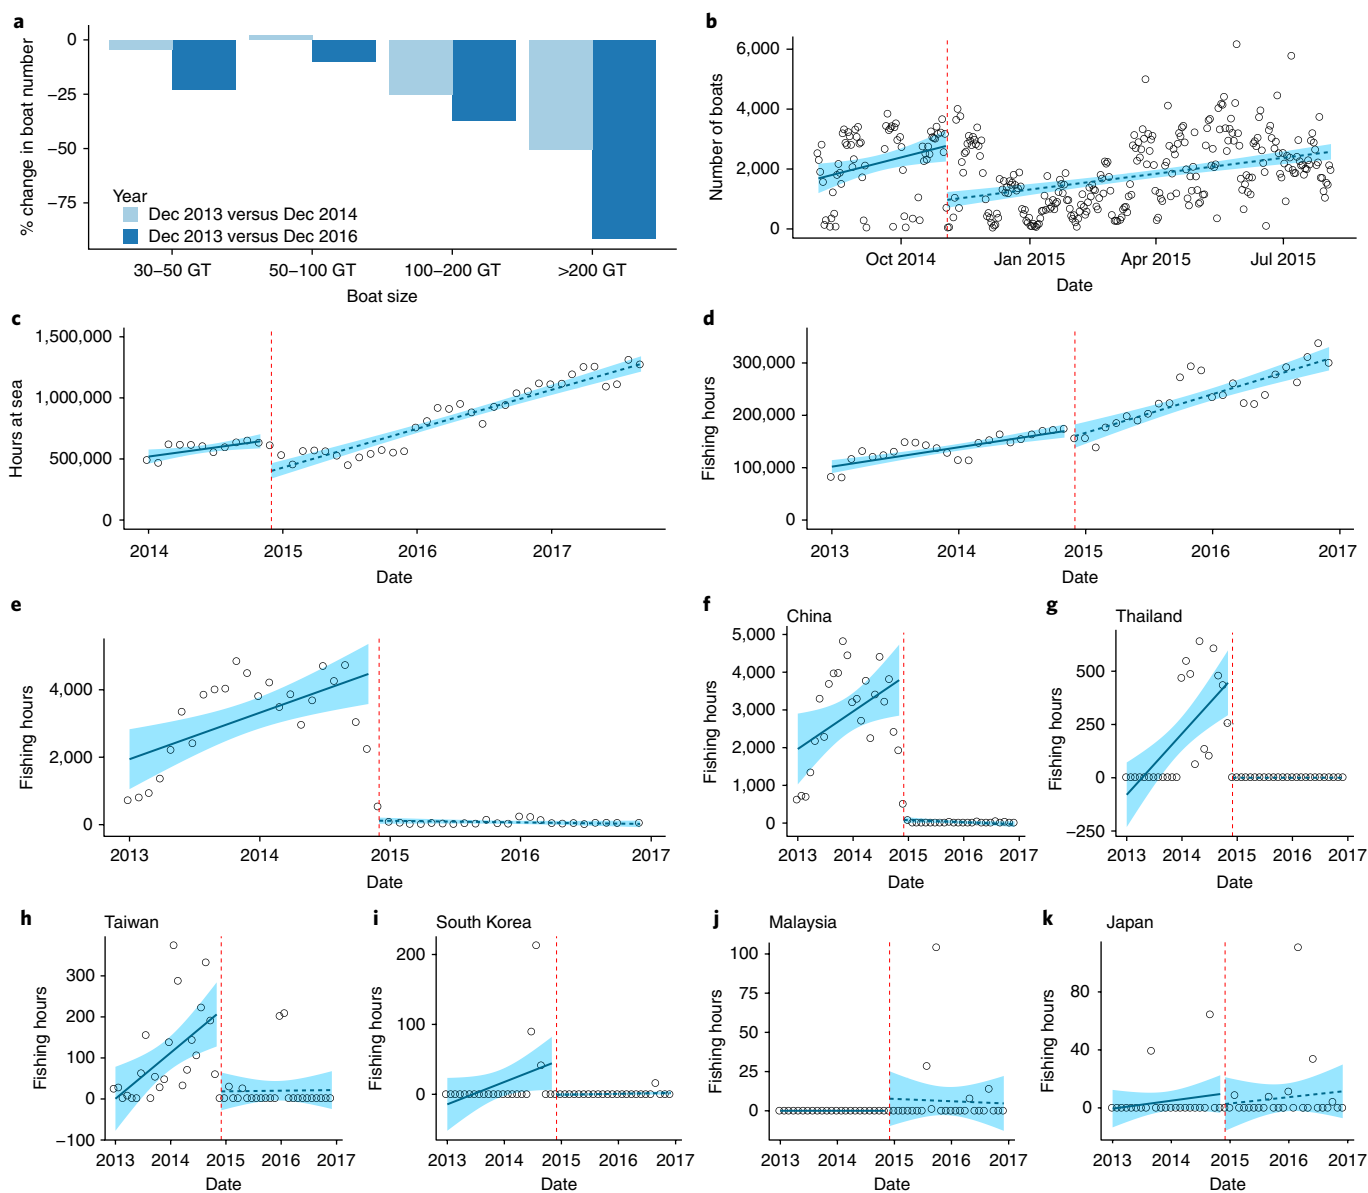 a
% change in boat number
0
−25
−50
−75
Year
Dec 2013 versus Dec 2014
Dec 2013 versus Dec 2016
30–50 GT
50–100 GT
100–200 GT
>200 GT
Boat size
b
Number of boats
6,000
4,000
2,000
0
Oct 2014
Jan 2015
Apr 2015
Jul 2015
Date
c
Hours at sea
1,500,000
1,000,000
500,000
0
2014
2015
2016
2017
Date
d
Fishing hours
300,000
200,000
100,000
0
2013
2014
2015
2016
2017
Date
e
Fishing hours
4,000
2,000
0
2013
2014
2015
2016
2017
Date
f
China
Fishing hours
5,000
4,000
3,000
2,000
1,000
0
2013
2014
2015
2016
2017
Date
g
Thailand
Fishing hours
500
250
0
−250
2013
2014
2015
2016
2017
Date
h
Taiwan
Fishing hours
300
200
100
0
−100
2013
2014
2015
2016
2017
Date
i
South Korea
Fishing hours
200
100
0
2013
2014
2015
2016
2017
Date
j
Malaysia
Fishing hours
100
75
50
25
0
2013
2014
2015
2016
2017
Date
k
Japan
Fishing hours
80
40
0
2013
2014
2015
2016
2017
Date